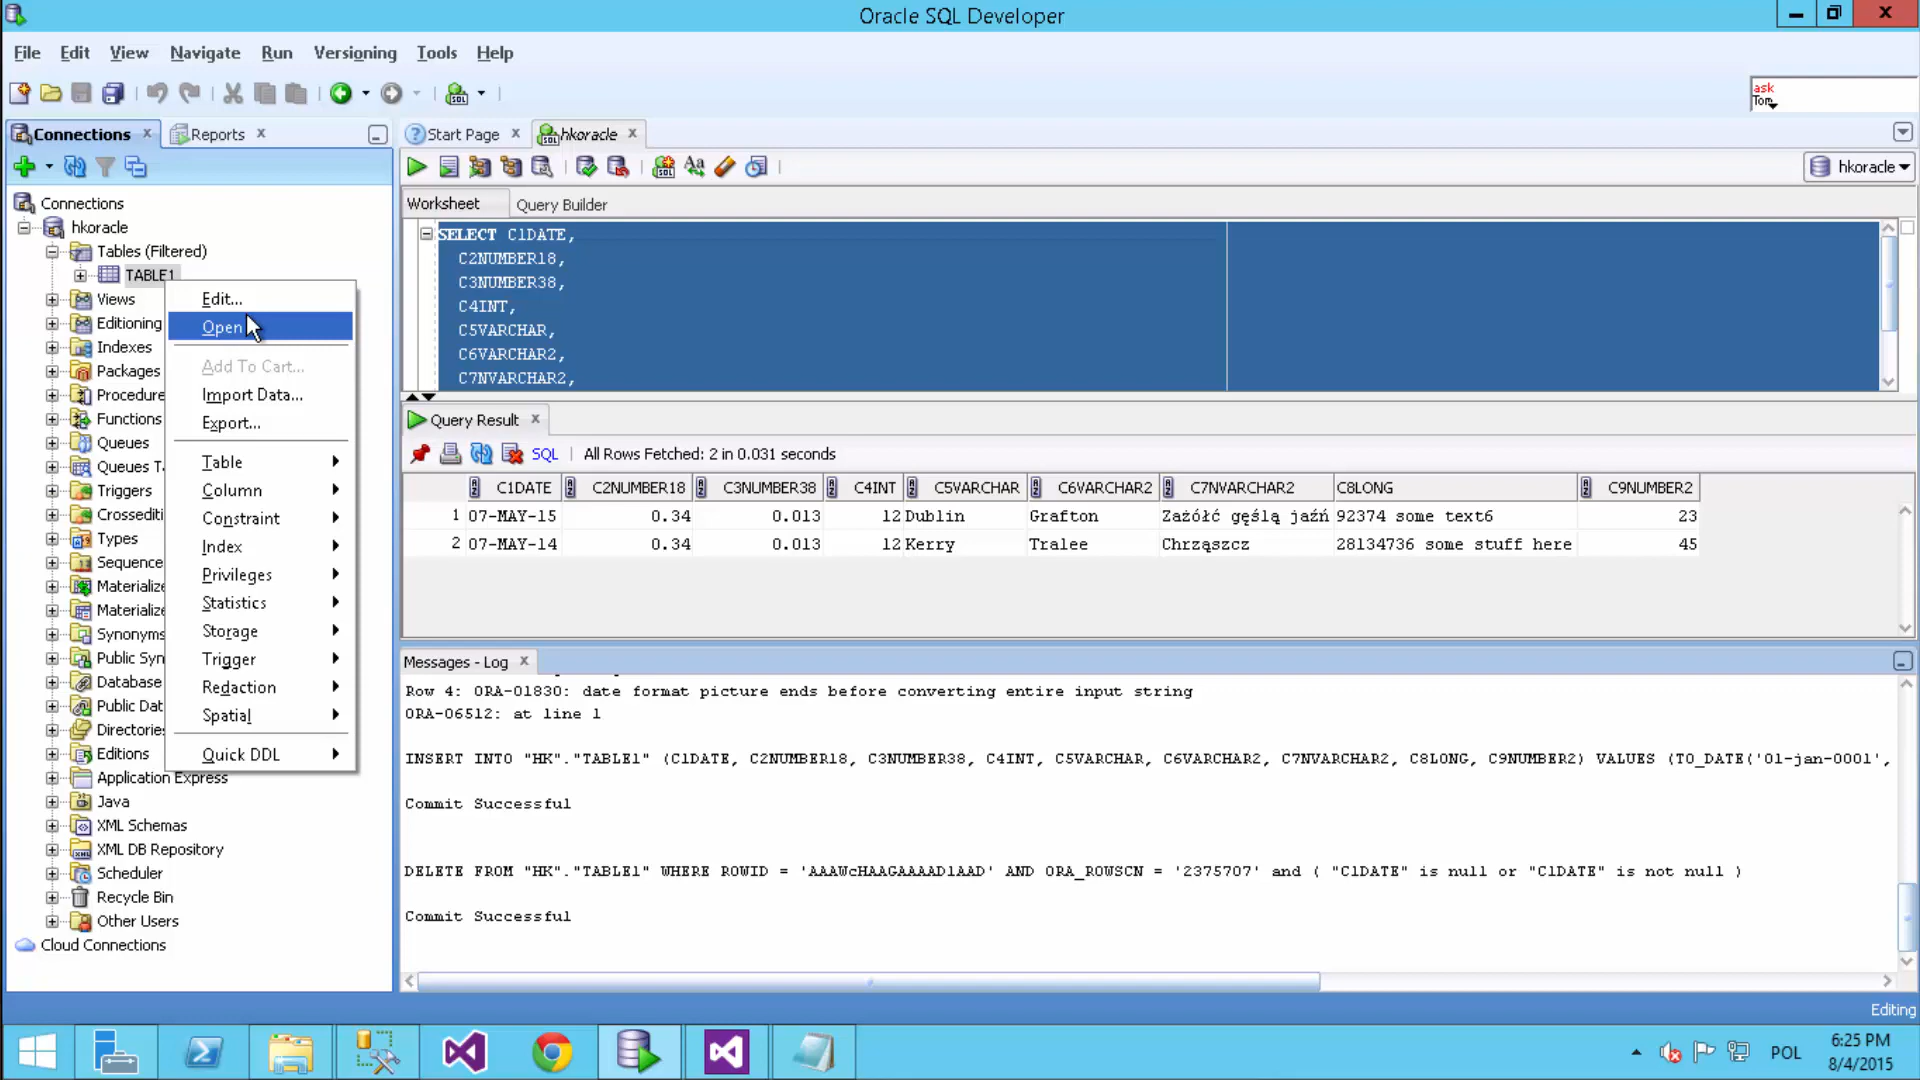 Oracle SQL Developer
File Edit View Navigate Run Versioning Tools Help
ask
Tom
Connections Reports
Start Page hkoracle
hkoracle
Worksheet Query Builder
Connections
hkoracle
Tables (Filtered)
TABLE1
Views
Editioning
Indexes
Packages
Procedure
Functions
Queues
Queues T
Triggers
Crossediti
Types
Sequence
Materialize
Materialize
Synonyms
Public Syn
Database
Public Dat
Directories
Editions
Application Express
Java
XML Schemas
XML DB Repository
Scheduler
Recycle Bin
Other Users
Cloud Connections
Edit...
Open
Add To Cart...
Import Data...
Export...
Table
Column
Constraint
Index
Privileges
Statistics
Storage
Trigger
Redaction
Spatial
Quick DDL
SELECT C1DATE,
C2NUMBER18,
C3NUMBER38,
C4INT,
C5VARCHAR,
C6VARCHAR2,
C7NVARCHAR2,
Query Result
SQL All Rows Fetched: 2 in 0.031 seconds
C1DATE C2NUMBER18 C3NUMBER38 C4INT C5VARCHAR C6VARCHAR2 C7NVARCHAR2 C8LONG C9NUMBER2
1 07-MAY-15 0.34 0.013 12 Dublin Grafton Zażółć gęślą jaźń 92374 some text6 23
2 07-MAY-14 0.34 0.013 12 Kerry Tralee Chrząszcz 28134736 some stuff here 45
Messages - Log
Row 4: ORA-01830: date format picture ends before converting entire input string
ORA-06512: at line 1
INSERT INTO "HK"."TABLE1" (C1DATE, C2NUMBER18, C3NUMBER38, C4INT, C5VARCHAR, C6VARCHAR2, C7NVARCHAR2, C8LONG, C9NUMBER2) VALUES (TO_DATE('01-jan-0001',
Commit Successful
DELETE FROM "HK"."TABLE1" WHERE ROWID = 'AAAWcHAAGAAAAD1AAD' AND ORA_ROWSCN = '2375707' and ( "C1DATE" is null or "C1DATE" is not null )
Commit Successful
Editing
POL
6:25 PM
8/4/2015